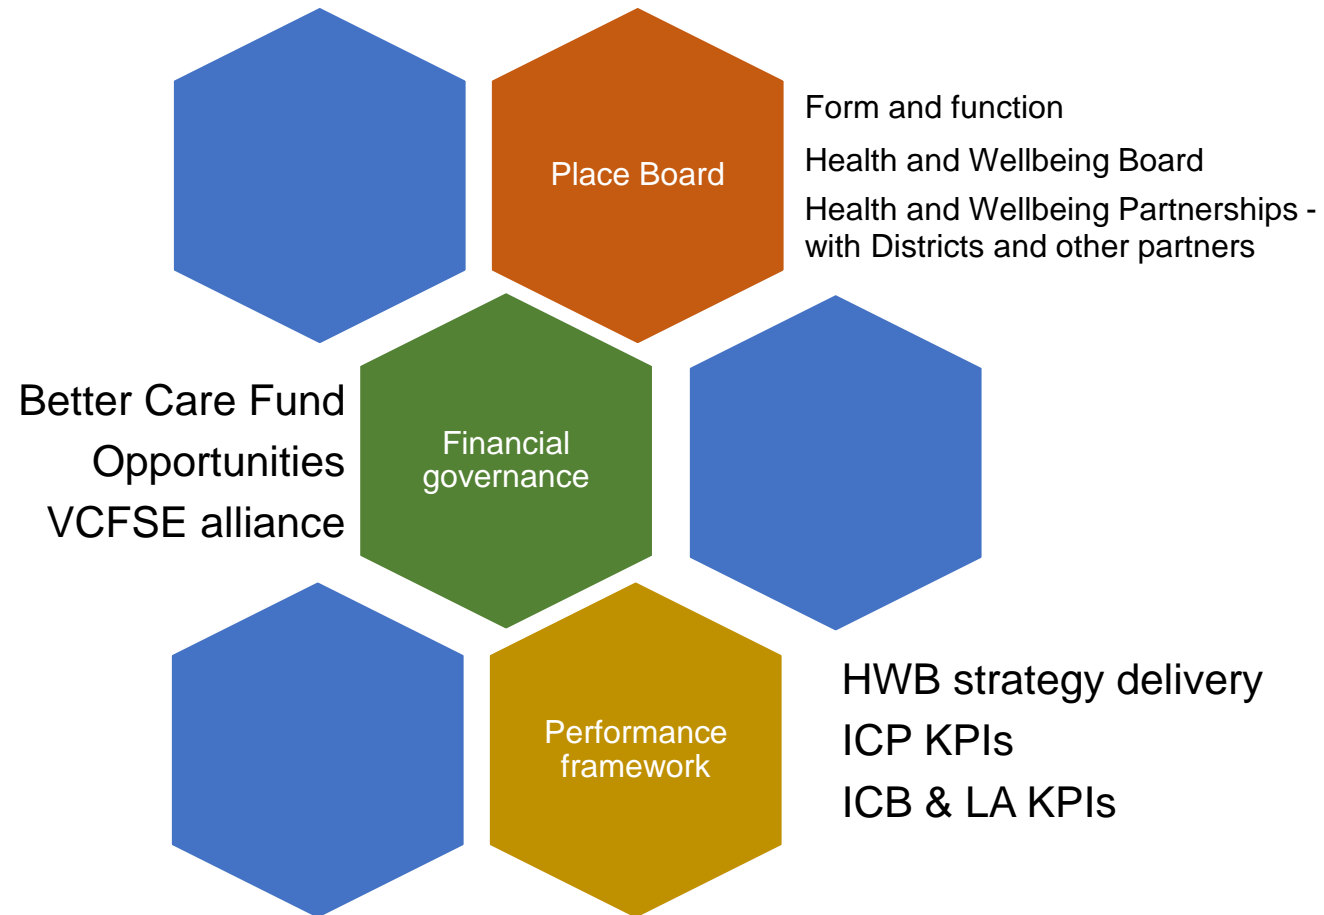 Place Board
Form and function
Health and Wellbeing Board
Health and Wellbeing Partnerships -
with Districts and other partners
Better Care Fund
Opportunities
VCFSE alliance
Financial
governance
Performance
framework
HWB strategy delivery
ICP KPIs
ICB & LA KPIs